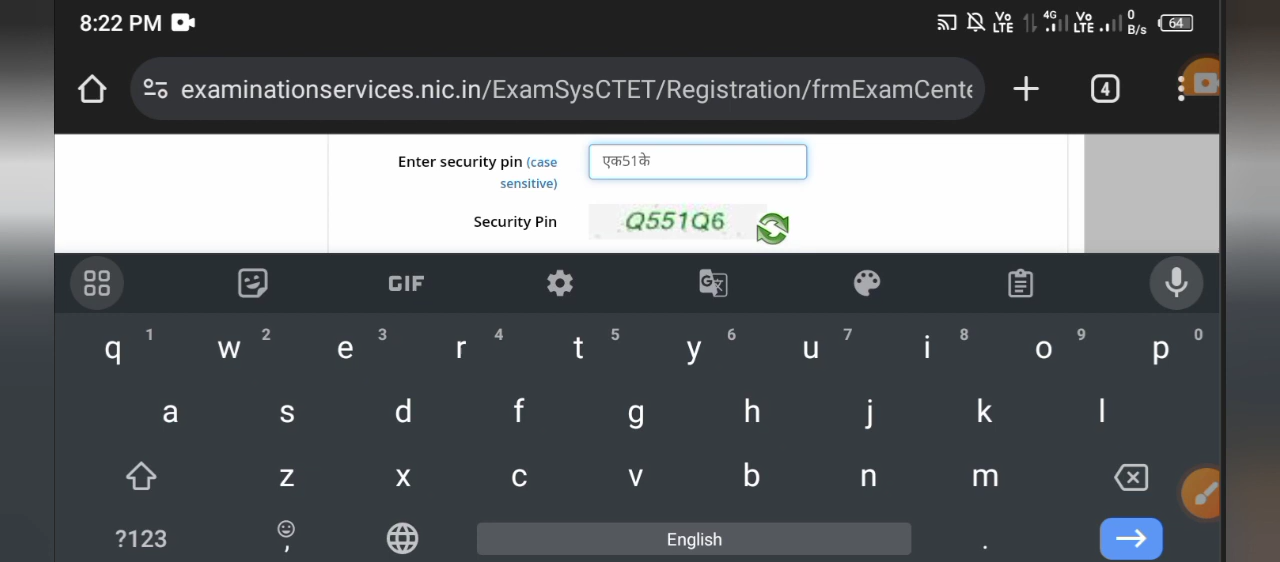 8:22 PM
Vo LTE 4G Vo LTE 0 B/s 64
examinationservices.nic.in/ExamSysCTET/Registration/frmExamCente
4
Enter security pin (case sensitive)
एक51के
Security Pin
Q551Q6
GIF
q 1 w 2 e 3 r 4 t 5 y 6 u 7 i 8 o 9 p 0
a s d f g h j k l
z x c v b n m
?123 , English .